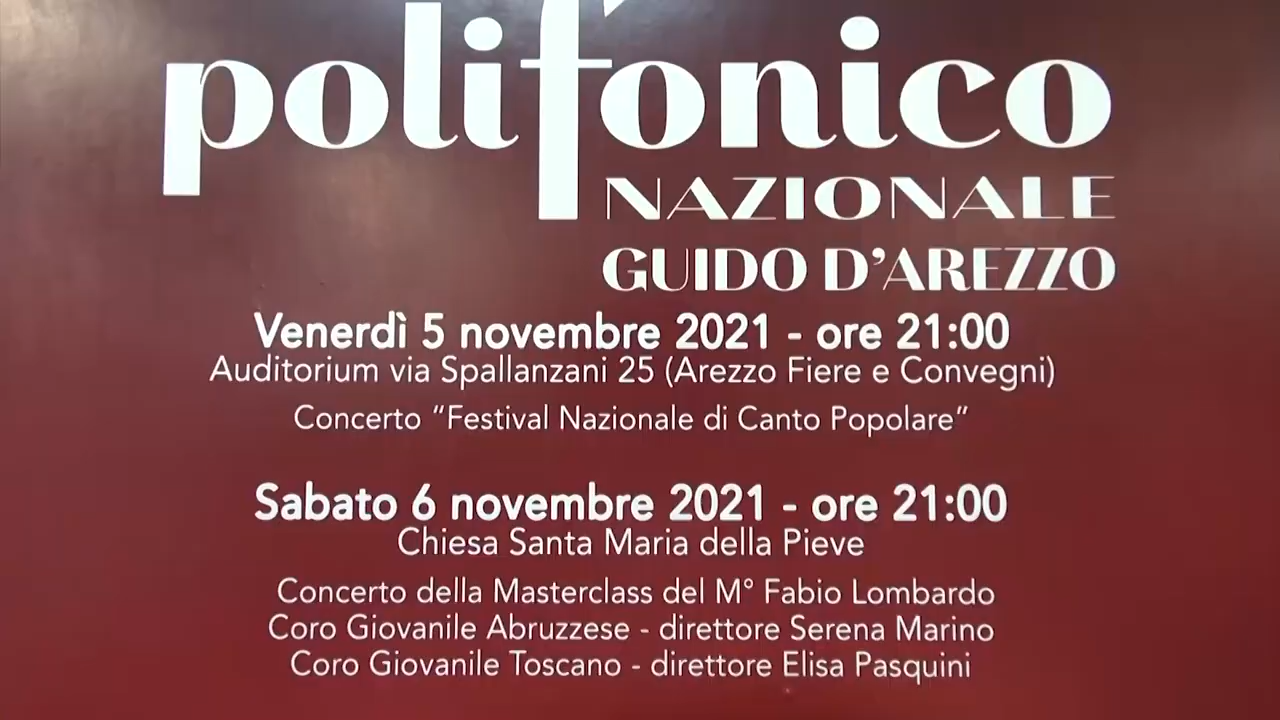 polifonico
NAZIONALE
GUIDO D'AREZZO
Venerdì 5 novembre 2021 - ore 21:00
Auditorium via Spallanzani 25 (Arezzo Fiere e Convegni)
Concerto “Festival Nazionale di Canto Popolare”
Sabato 6 novembre 2021 - ore 21:00
Chiesa Santa Maria della Pieve
Concerto della Masterclass del M° Fabio Lombardo
Coro Giovanile Abruzzese - direttore Serena Marino
Coro Giovanile Toscano - direttore Elisa Pasquini